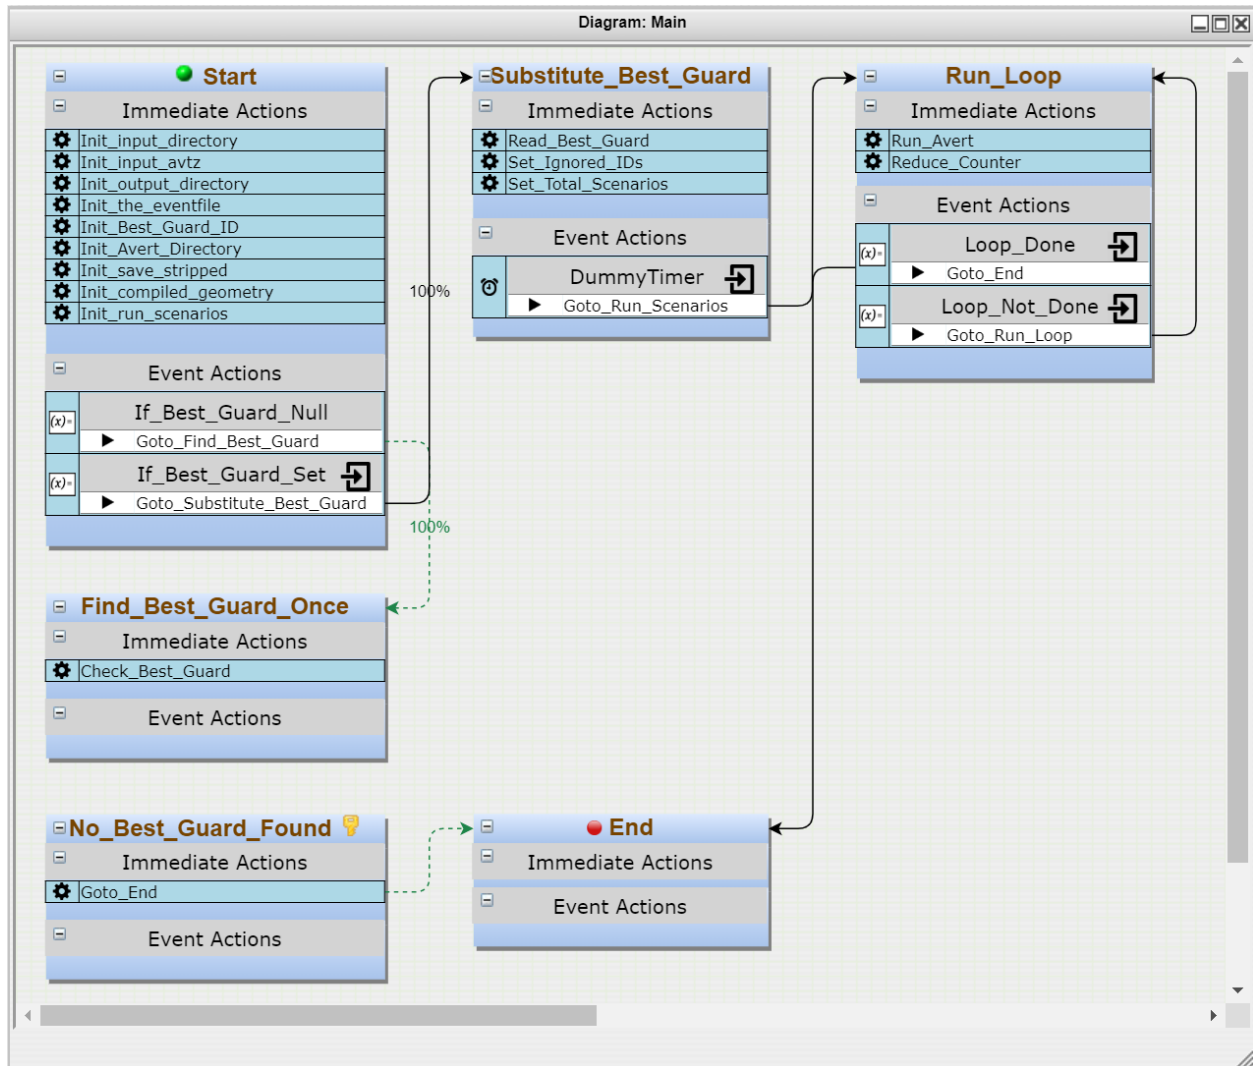 Diagram: Main
Start
Immediate Actions
Init_input_directory
Init_input_avtz
Init_output_directory
Init_the_eventfile
Init_Best_Guard_ID
Init_Avert_Directory
Init_save_stripped
Init_compiled_geometry
Init_run_scenarios
Event Actions
(x)=
If_Best_Guard_Null
Goto_Find_Best_Guard
(x)=
If_Best_Guard_Set
Goto_Substitute_Best_Guard
100%
100%
Substitute_Best_Guard
Immediate Actions
Read_Best_Guard
Set_Ignored_IDs
Set_Total_Scenarios
Event Actions
DummyTimer
Goto_Run_Scenarios
Run_Loop
Immediate Actions
Run_Avert
Reduce_Counter
Event Actions
(x)=
Loop_Done
Goto_End
(x)=
Loop_Not_Done
Goto_Run_Loop
Find_Best_Guard_Once
Immediate Actions
Check_Best_Guard
Event Actions
No_Best_Guard_Found
Immediate Actions
Goto_End
Event Actions
End
Immediate Actions
Event Actions